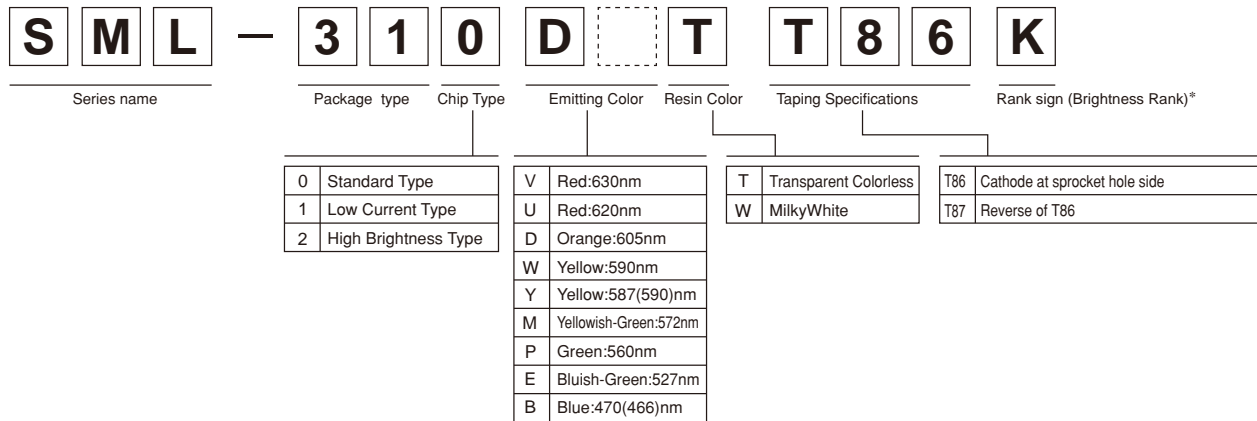 S M L — 3 1 0 D T T 8 6 K
Series name Package type Chip Type Emitting Color Resin Color Taping Specifications Rank sign (Brightness Rank)*
0 Standard Type
1 Low Current Type
2 High Brightness Type
V Red:630nm
U Red:620nm
D Orange:605nm
W Yellow:590nm
Y Yellow:587(590)nm
M Yellowish-Green:572nm
P Green:560nm
E Bluish-Green:527nm
B Blue:470(466)nm
T Transparent Colorless
W MilkyWhite
T86 Cathode at sprocket hole side
T87 Reverse of T86